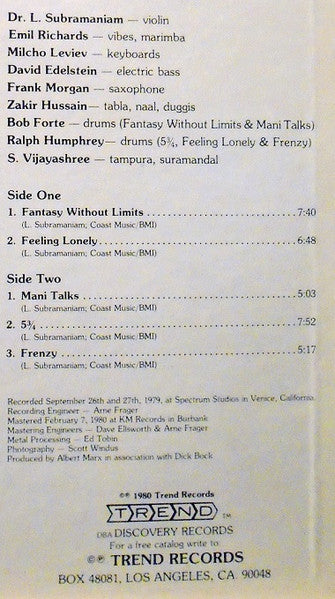 Dr. L. Subramaniam — violin
Emil Richards — vibes, marimba
Milcho Leviev — keyboards
David Edelstein — electric bass
Frank Morgan — saxophone
Zakir Hussain — tabla, naal, duggis
Bob Forte — drums (Fantasy Without Limits & Mani Talks)
Ralph Humphrey — drums (5¾, Feeling Lonely & Frenzy)
S. Vijayashree — tampura, suramandal
Side One
1. Fantasy Without Limits ........................ 7:40
(L. Subramaniam; Coast Music/BMI)
2. Feeling Lonely ........................ 6:48
(L. Subramaniam; Coast Music/BMI)
Side Two
1. Mani Talks ........................ 5:03
(L. Subramaniam; Coast Music/BMI)
2. 5¾ ........................ 7:52
(L. Subramaniam; Coast Music/BMI)
3. Frenzy ........................ 5:17
(L. Subramaniam; Coast Music/BMI)
Recorded September 26th and 27th, 1979, at Spectrum Studios in Venice, California.
Recording Engineer — Arne Frager
Mastered February 7, 1980 at KM Records in Burbank
Mastering Engineers — Dave Ellsworth & Arne Frager
Metal Processing — Ed Tobin
Photography — Scott Windus
Produced by Albert Marx in association with Dick Bock
©℗ 1980 Trend Records
TREND ™
DBA DISCOVERY RECORDS
For a free catalog write to
©℗ TREND RECORDS
BOX 48081, LOS ANGELES, CA 90048